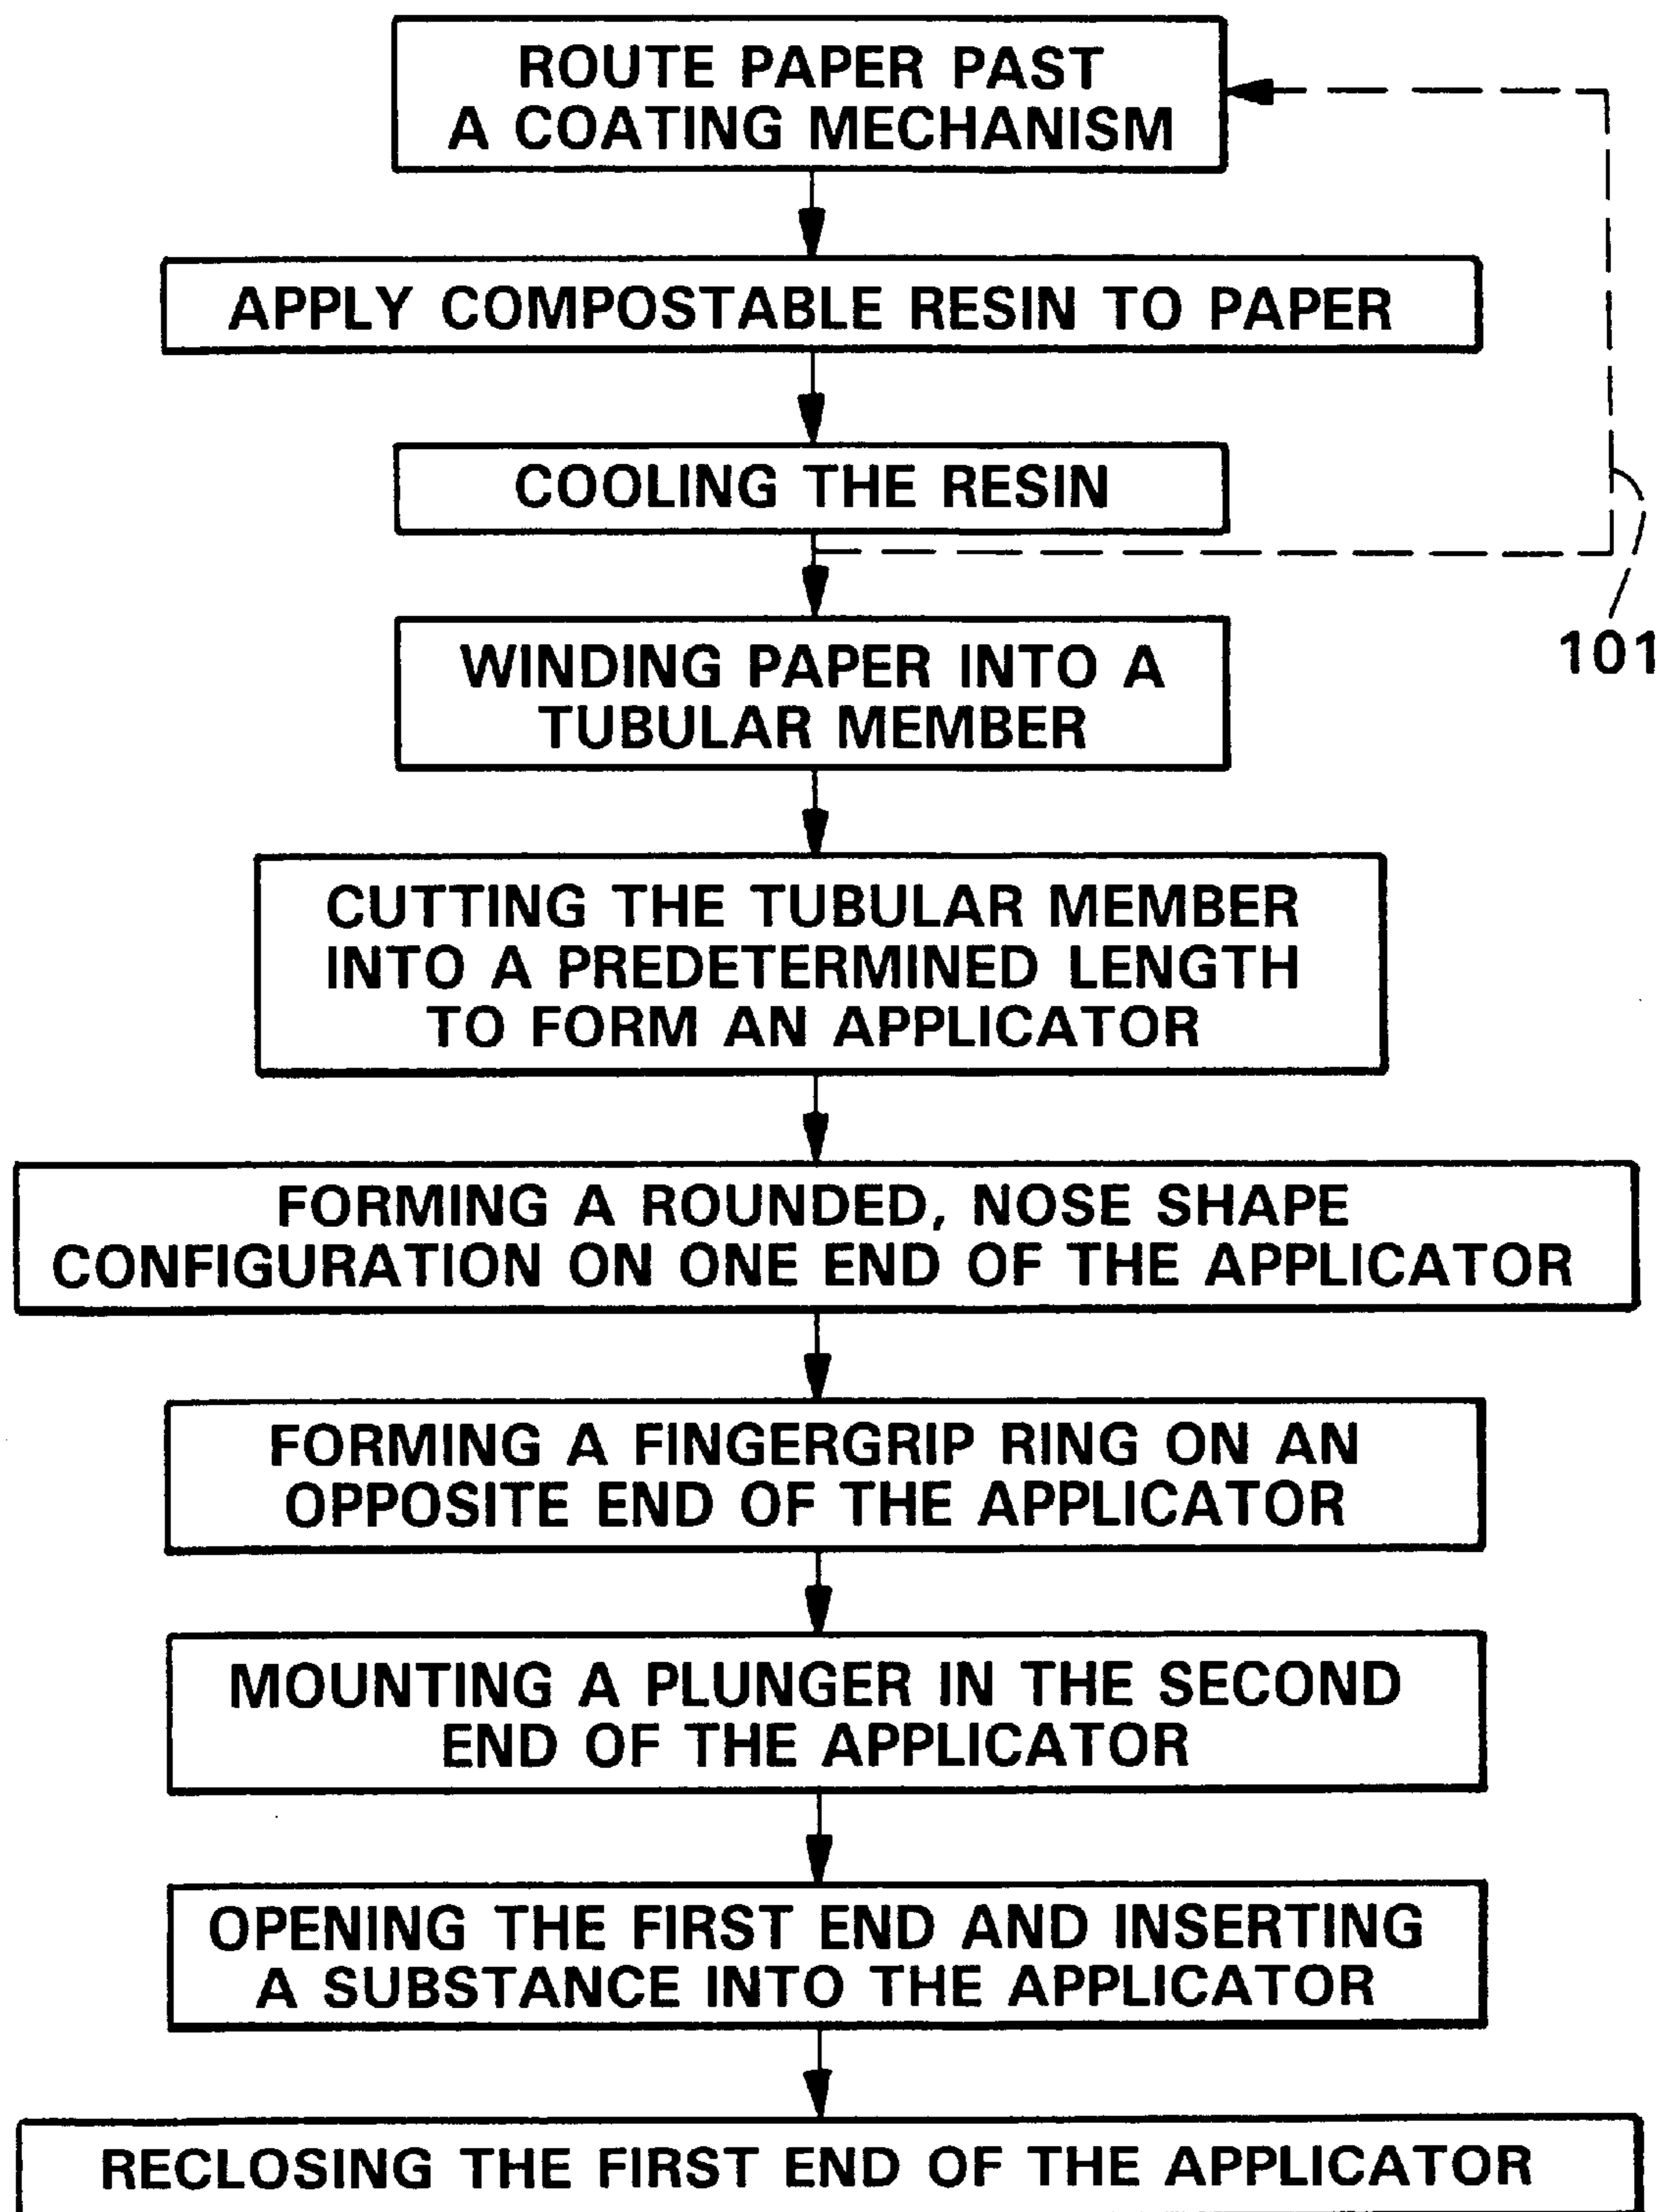 ROUTE PAPER PAST
A COATING MECHANISM
APPLY COMPOSTABLE RESIN TO PAPER
COOLING THE RESIN
101
WINDING PAPER INTO A
TUBULAR MEMBER
CUTTING THE TUBULAR MEMBER
INTO A PREDETERMINED LENGTH
TO FORM AN APPLICATOR
FORMING A ROUNDED, NOSE SHAPE
CONFIGURATION ON ONE END OF THE APPLICATOR
FORMING A FINGERGRIP RING ON AN
OPPOSITE END OF THE APPLICATOR
MOUNTING A PLUNGER IN THE SECOND
END OF THE APPLICATOR
OPENING THE FIRST END AND INSERTING
A SUBSTANCE INTO THE APPLICATOR
RECLOSING THE FIRST END OF THE APPLICATOR